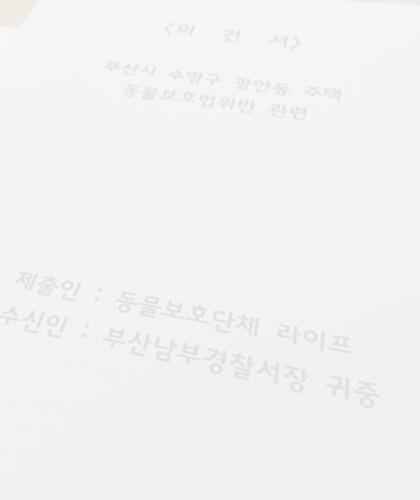 <의 견 서>
부산시 수영구 광안동 주택
동물보호법위반 관련
제출인 : 동물보호단체 라이프
수신인 : 부산남부경찰서장 귀중